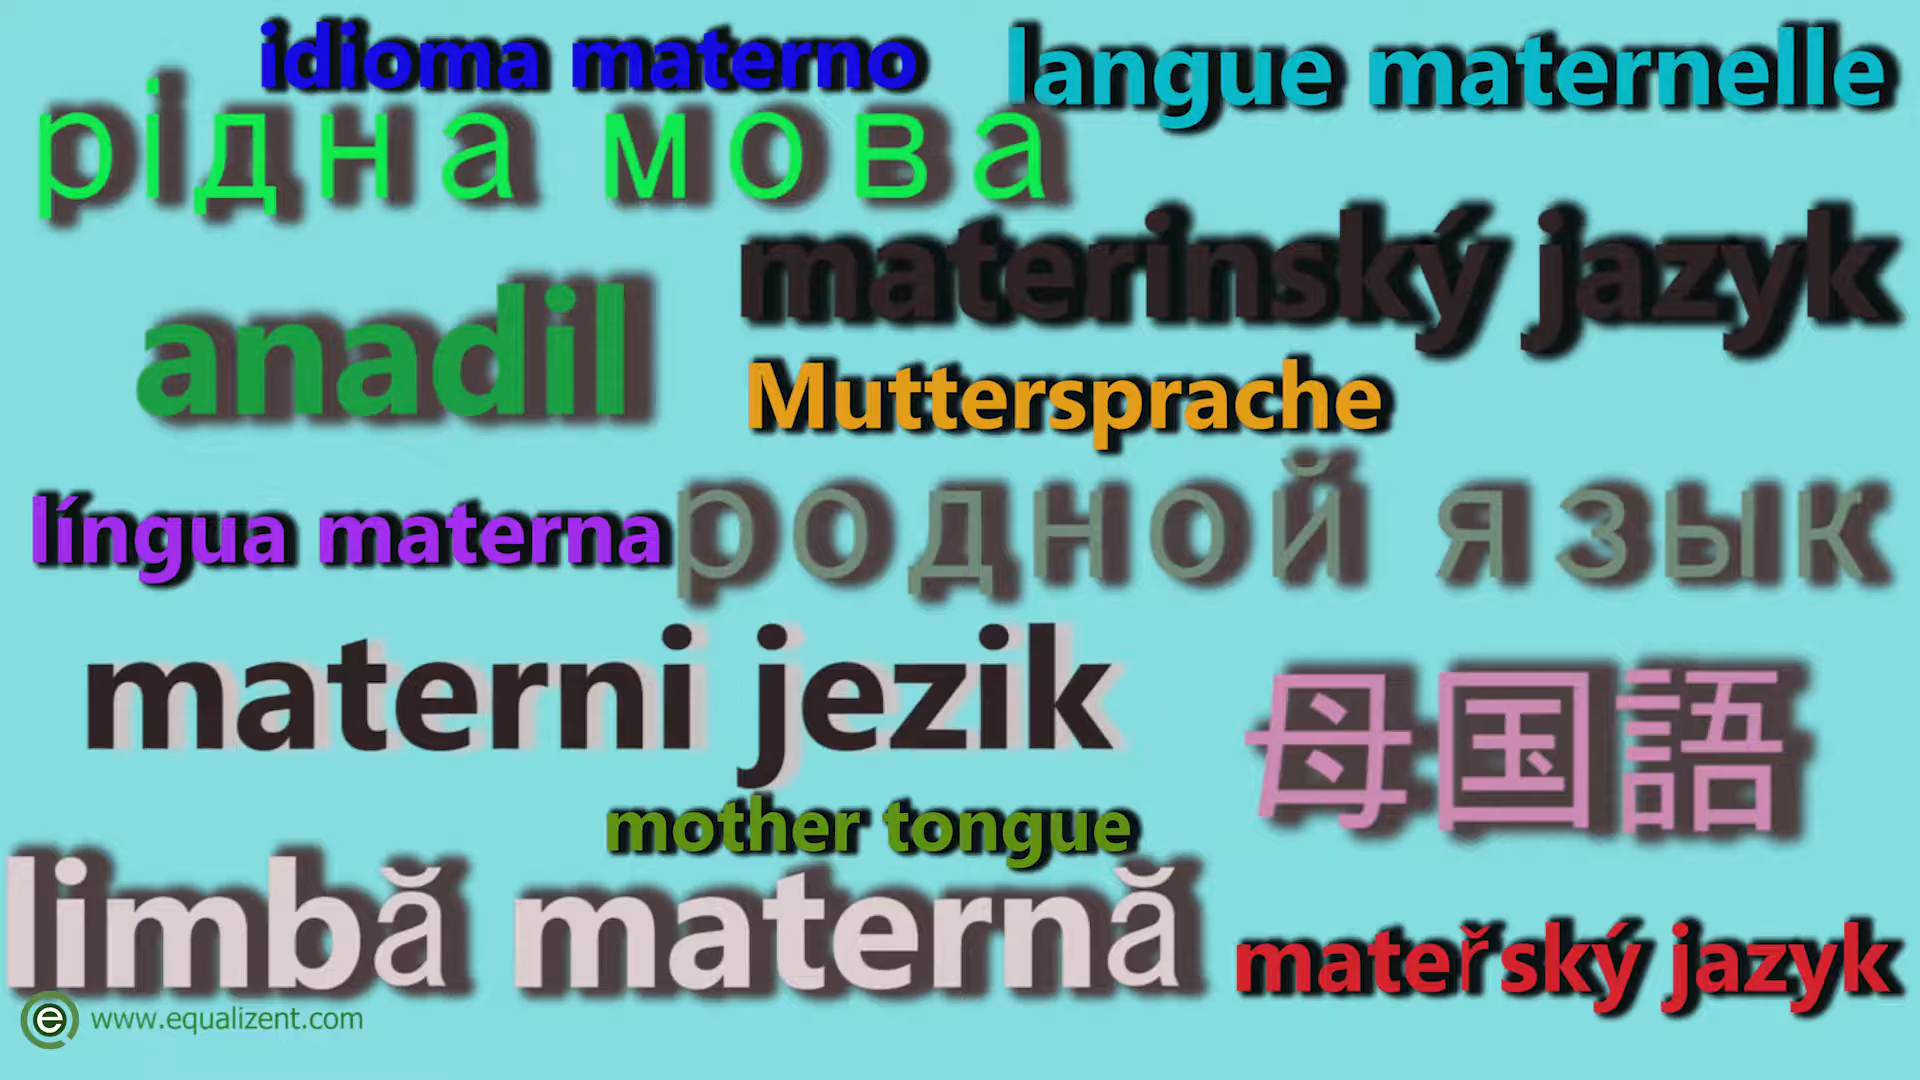 idioma materno
langue maternelle
рідна мова
materinský jazyk
anadil
Muttersprache
língua materna
родной язык
materni jezik
母国語
mother tongue
limbă maternă
mateřský jazyk
e www.equalizent.com